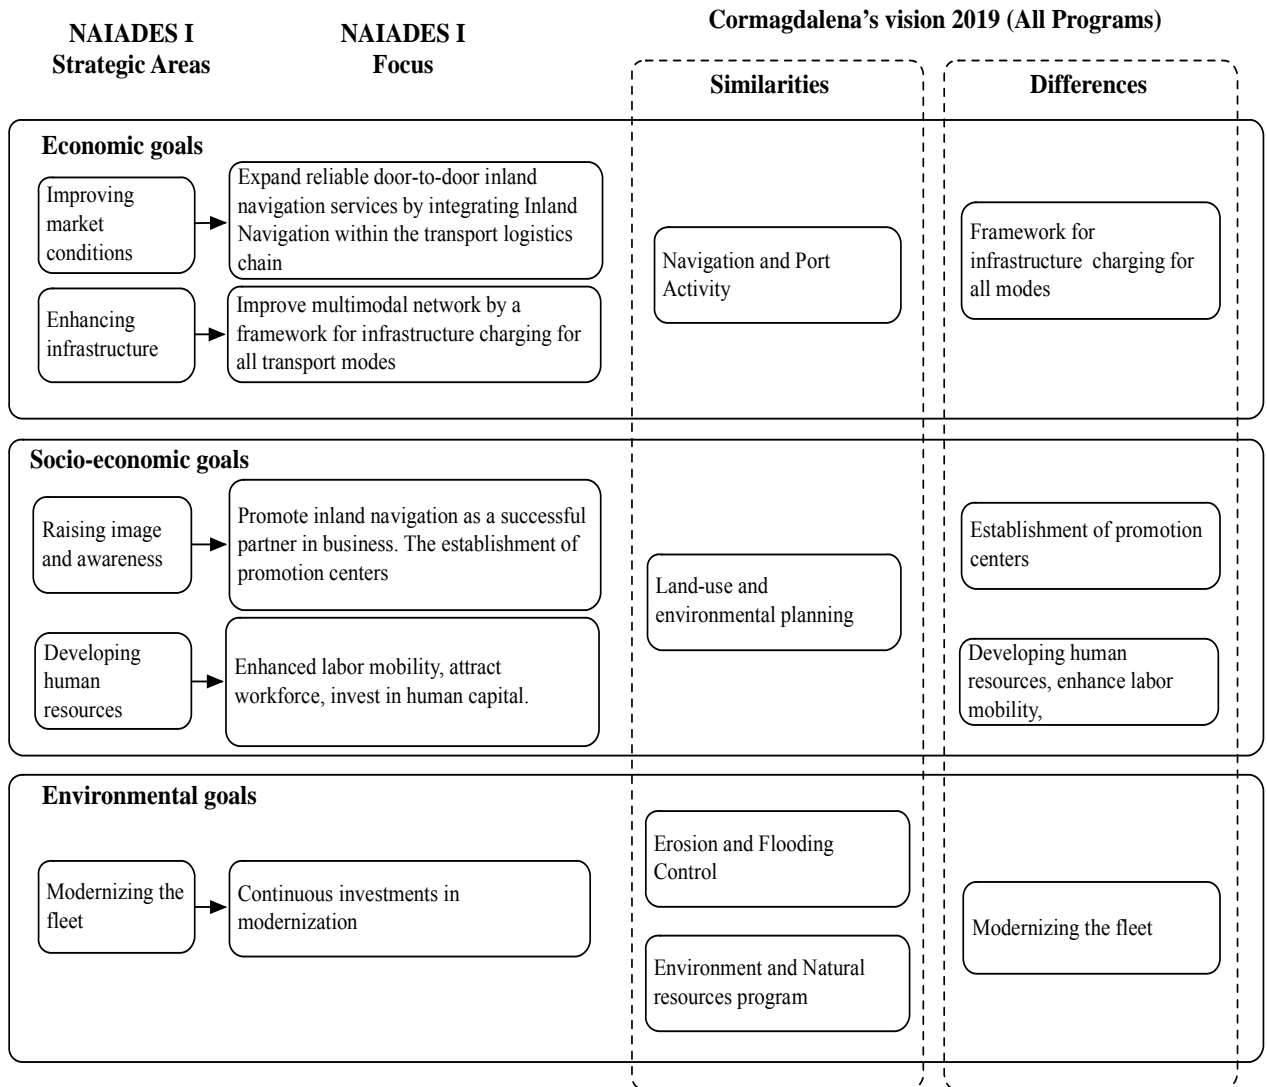 NAIADES I
Strategic Areas
NAIADES I
Focus
Cormagdalena’s vision 2019 (All Programs)
Similarities
Differences
Economic goals
Improving
market
conditions
Expand reliable door-to-door inland
navigation services by integrating Inland
Navigation within the transport logistics
chain
Enhancing
infrastructure
Improve multimodal network by a
framework for infrastructure charging for
all transport modes
Navigation and Port
Activity
Framework for
infrastructure charging for
all modes
Socio-economic goals
Raising image
and awareness
Promote inland navigation as a successful
partner in business. The establishment of
promotion centers
Developing
human
resources
Enhanced labor mobility, attract
workforce, invest in human capital.
Land-use and
environmental planning
Establishment of promotion
centers
Developing human
resources, enhance labor
mobility,
Environmental goals
Modernizing the
fleet
Continuous investments in
modernization
Erosion and Flooding
Control
Environment and Natural
resources program
Modernizing the fleet